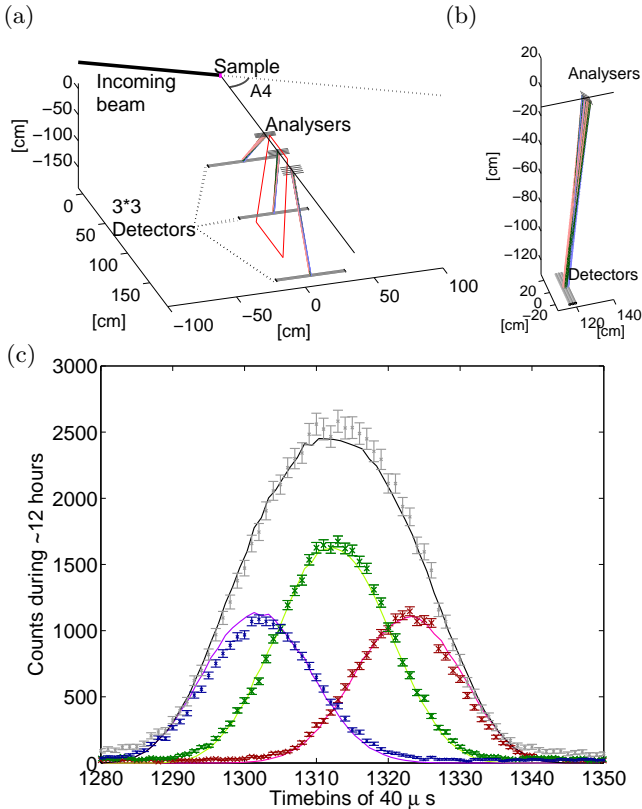 (a)
(b)
Sample
Incoming
beam
A4
Analysers
3*3
Detectors
0
−50
−100
−150
[cm]
0
50
100
150
[cm]
−100
−50
0
50
100
[cm]
20
0
−20
−40
−60
−80
−100
−120
[cm]
Analysers
Detectors
20
0
−20
[cm]
120
140
[cm]
(c)
3000
2500
2000
1500
1000
500
0
Counts during ~12 hours
1280 1290 1300 1310 1320 1330 1340 1350
Timebins of 40 μ s